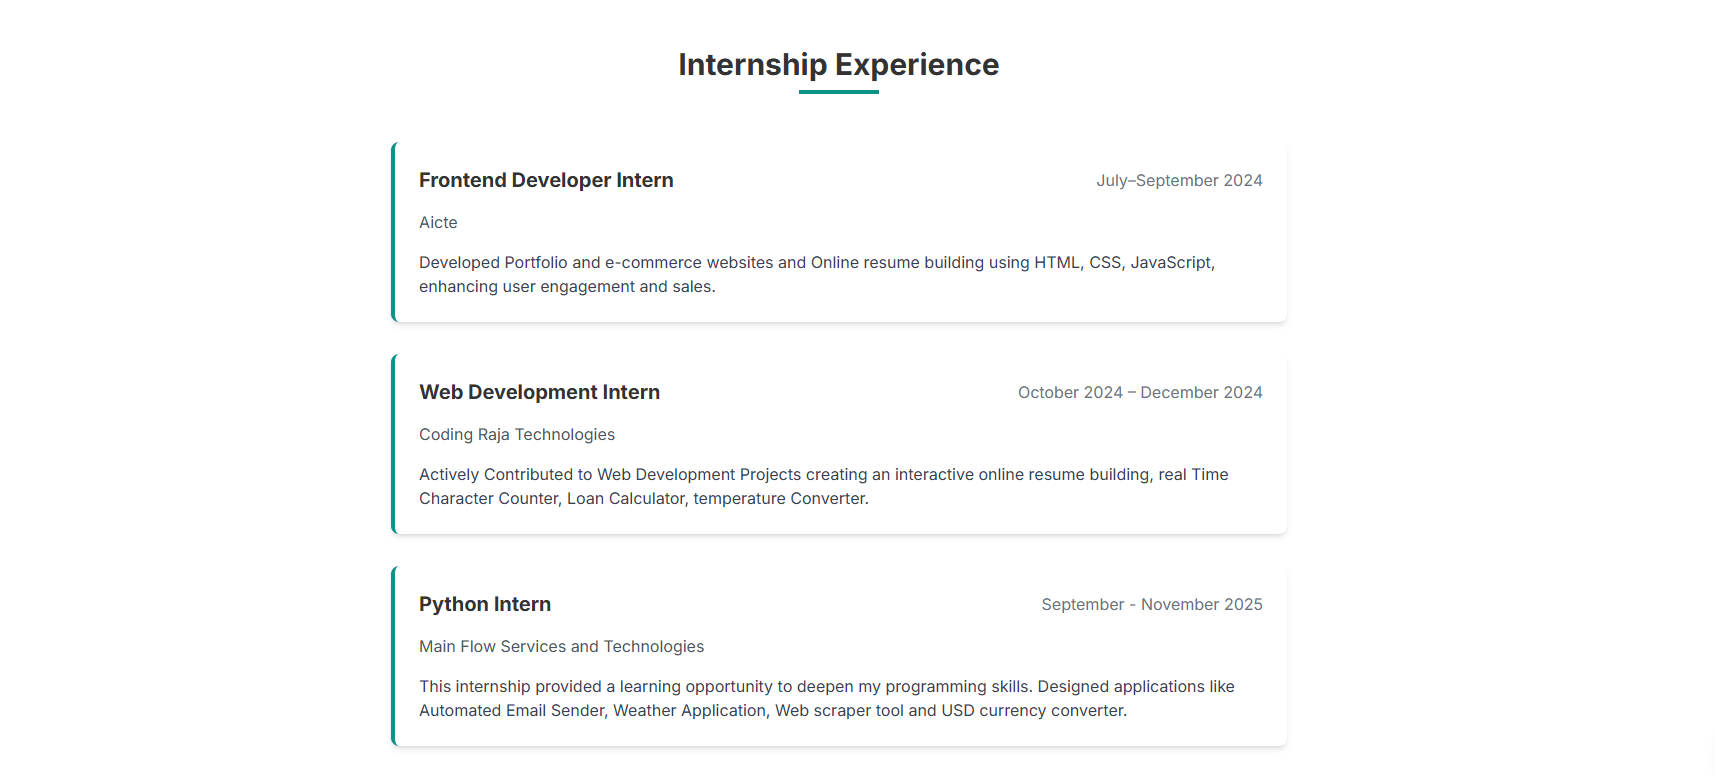 Internship Experience
Frontend Developer Intern
July–September 2024
Aicte
Developed Portfolio and e-commerce websites and Online resume building using HTML, CSS, JavaScript,
enhancing user engagement and sales.
Web Development Intern
October 2024 – December 2024
Coding Raja Technologies
Actively Contributed to Web Development Projects creating an interactive online resume building, real Time
Character Counter, Loan Calculator, temperature Converter.
Python Intern
September - November 2025
Main Flow Services and Technologies
This internship provided a learning opportunity to deepen my programming skills. Designed applications like
Automated Email Sender, Weather Application, Web scraper tool and USD currency converter.